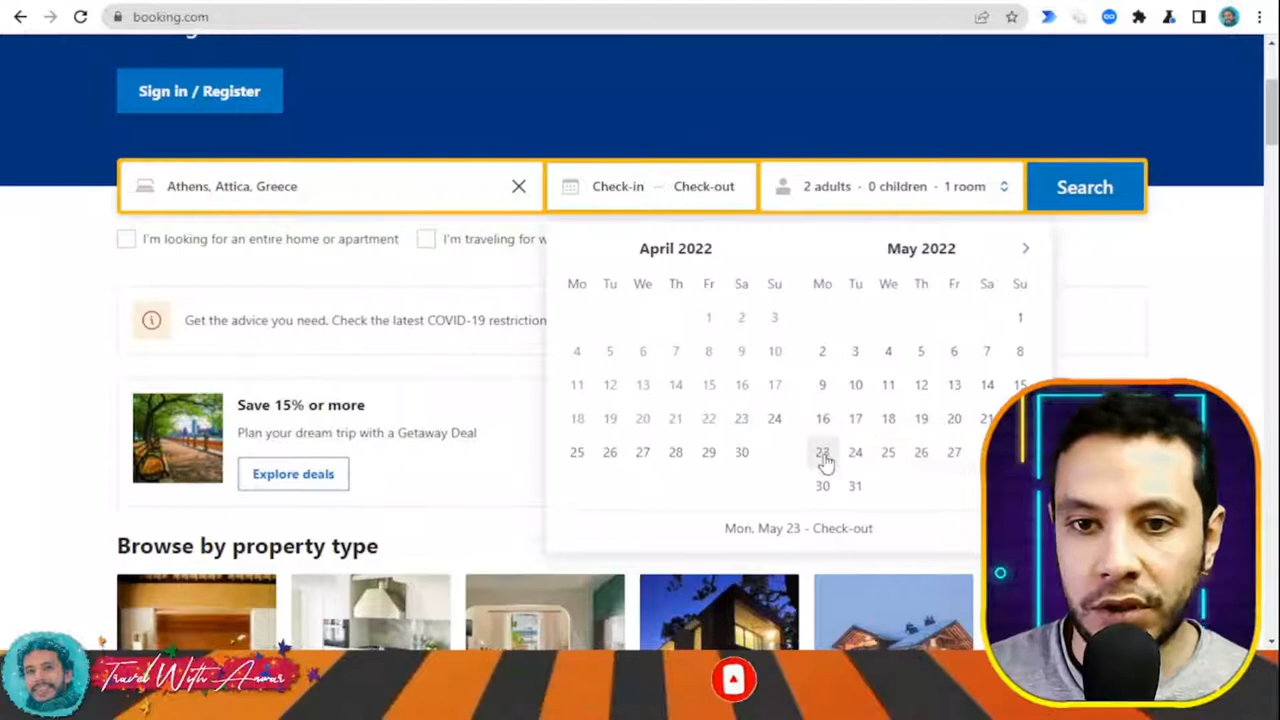 booking.com
Sign in / Register
Athens, Attica, Greece
Check-in — Check-out
2 adults · 0 children · 1 room
Search
I'm looking for an entire home or apartment
I'm traveling for w
April 2022
May 2022
Mo Tu We Th Fr Sa Su
Mo Tu We Th Fr Sa Su
1 2 3
1
4 5 6 7 8 9 10
2 3 4 5 6 7 8
11 12 13 14 15 16 17
9 10 11 12 13 14 15
18 19 20 21 22 23 24
16 17 18 19 20 21
25 26 27 28 29 30
23 24 25 26 27
30 31
Mon, May 23 - Check-out
Get the advice you need. Check the latest COVID-19 restriction
Save 15% or more
Plan your dream trip with a Getaway Deal
Explore deals
Browse by property type
Travel With Anour